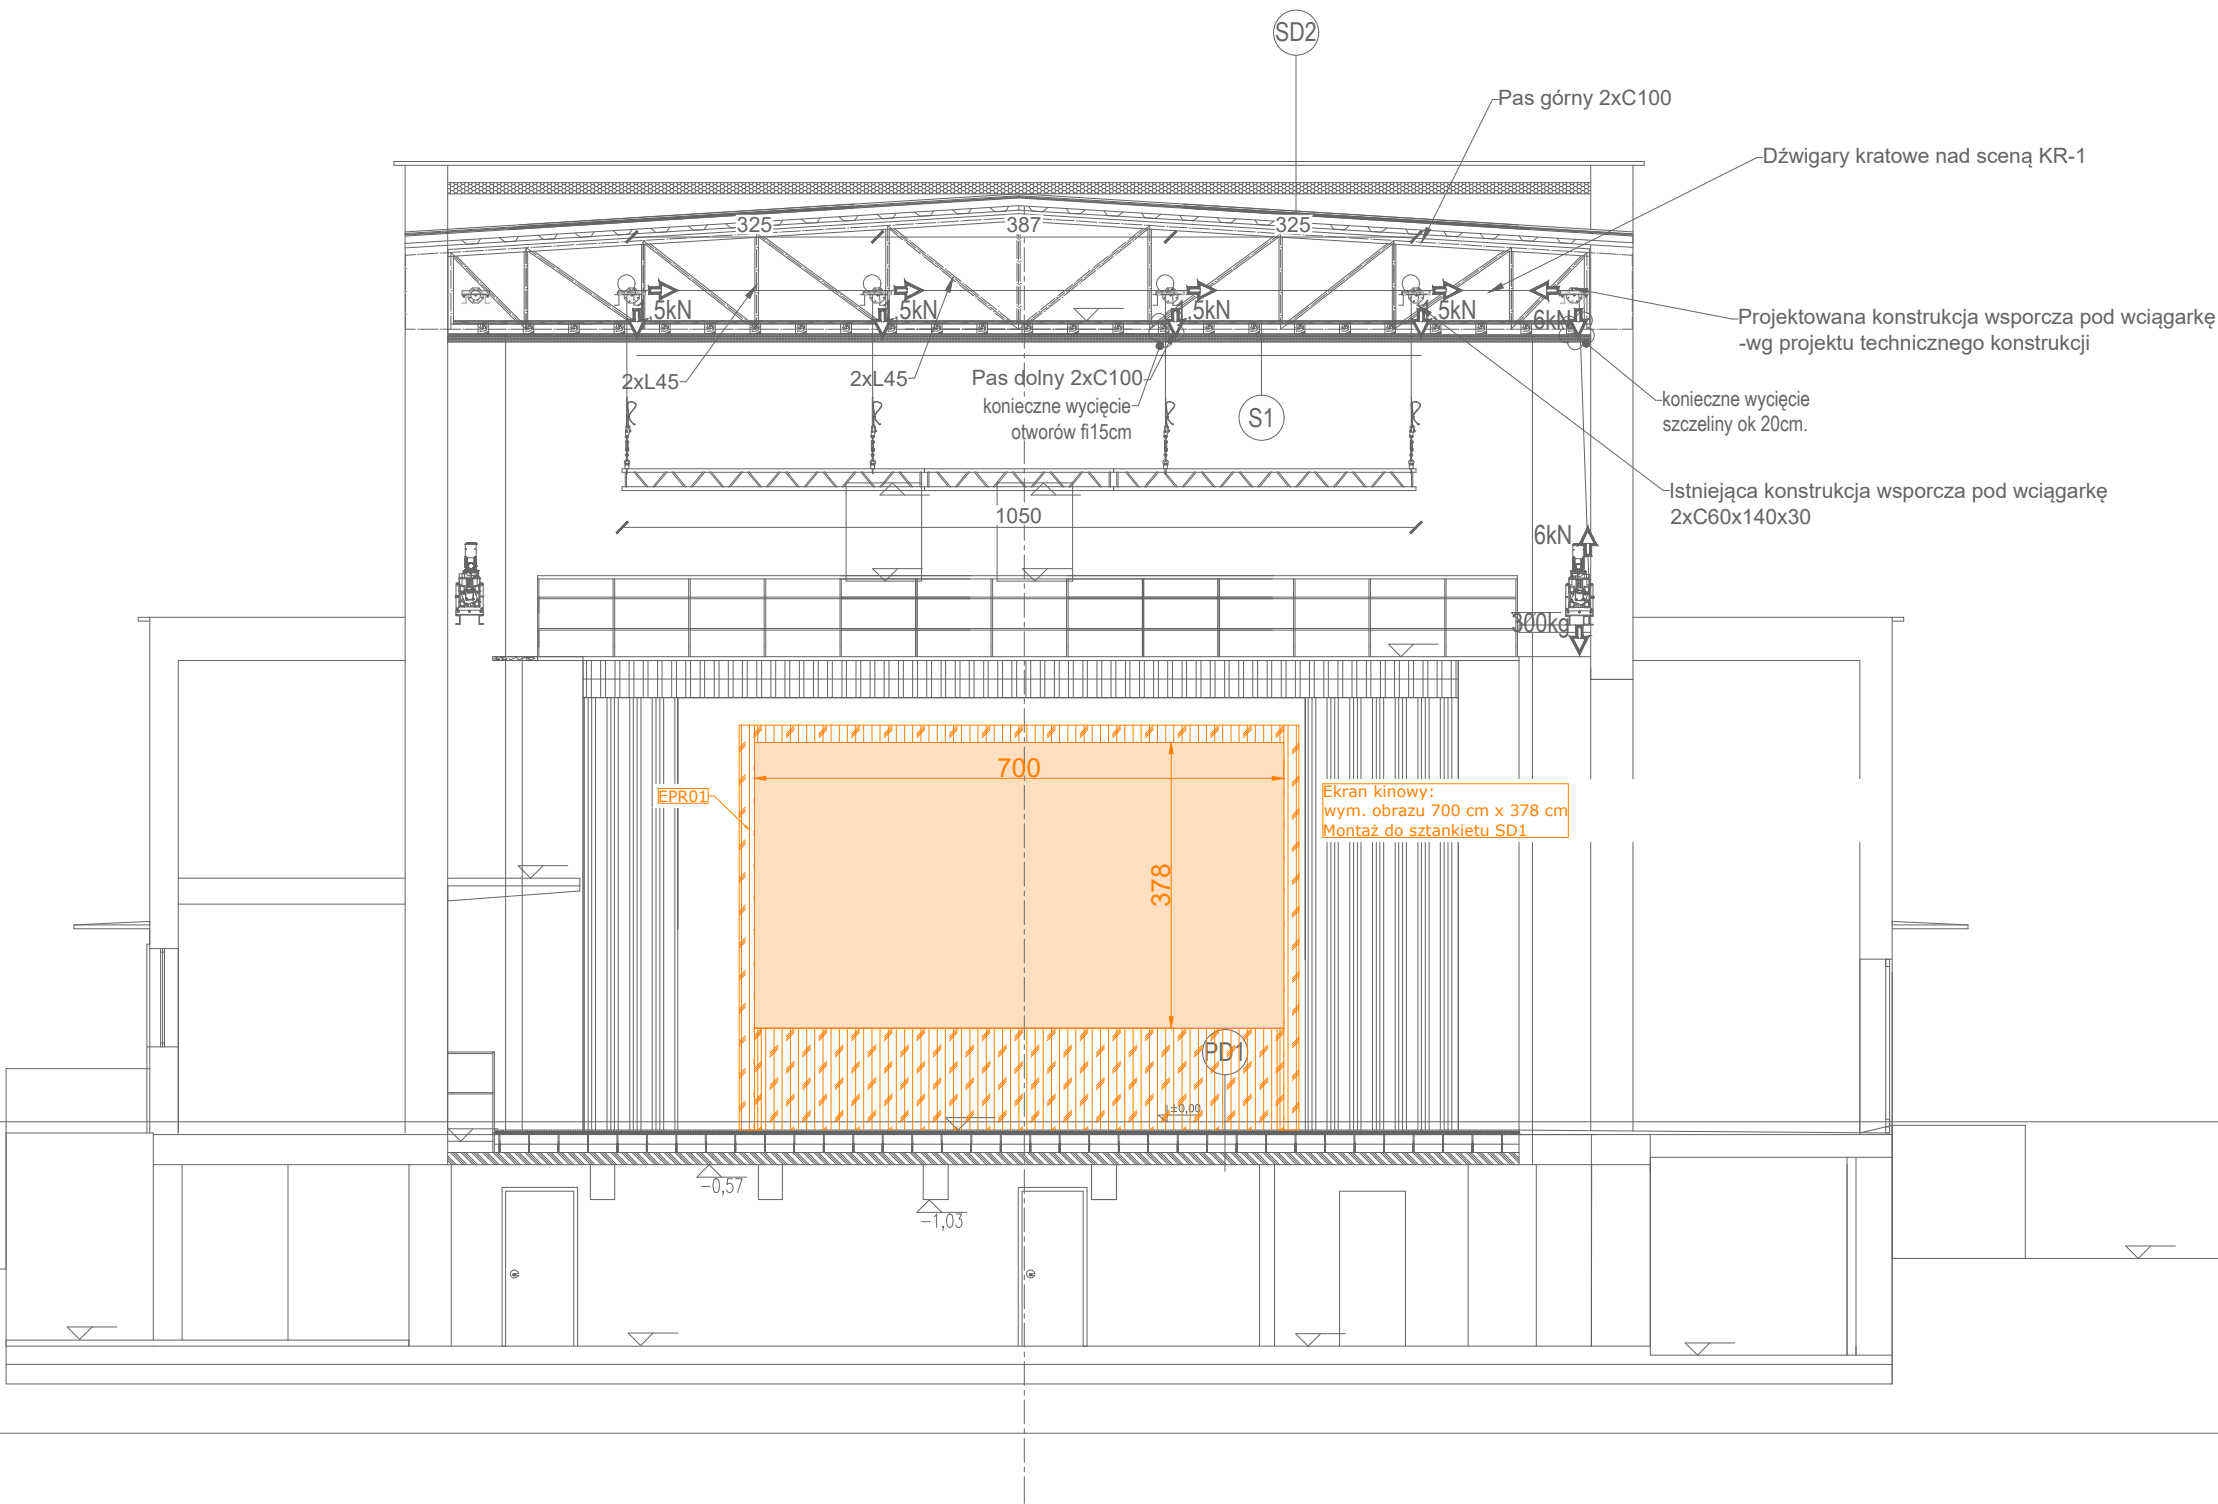 SD2
Pas górny 2xC100
Dźwigary kratowe nad sceną KR-1
325
387
325
.5kN
.5kN
.5kN
.5kN
6kN
Projektowana konstrukcja wsporcza pod wciągarkę
-wg projektu technicznego konstrukcji
2xL45
2xL45
Pas dolny 2xC100
konieczne wycięcie
otworów fi15cm
S1
konieczne wycięcie
szczeliny ok 20cm.
Istniejąca konstrukcja wsporcza pod wciągarkę
2xC60x140x30
1050
6kN
300kg
700
EPR01
Ekran kinowy:
wym. obrazu 700 cm x 378 cm
Montaż do sztankietu SD1
378
PD1
±0,00
-0,57
-1,03